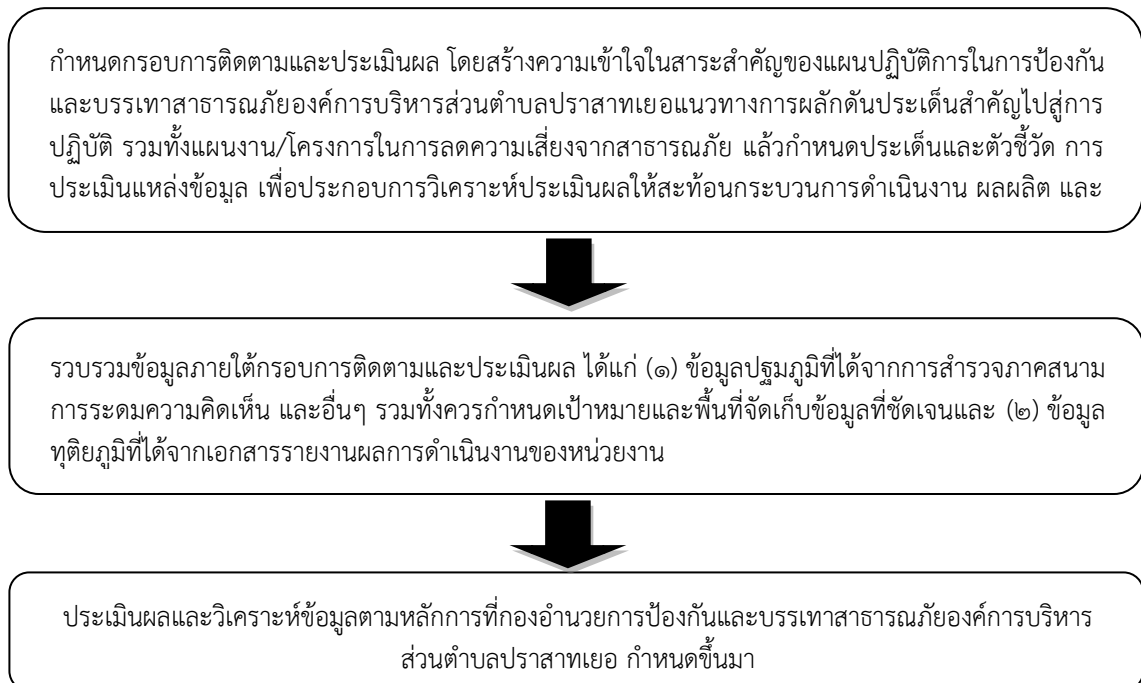 กำหนดกรอบการติดตามและประเมินผล โดยสร้างความเข้าใจในสาระสำคัญของแผนปฏิบัติการในการป้องกัน
และบรรเทาสาธารณภัยองค์การบริหารส่วนตำบลปราสาทเยอแนวทางการผลักดันประเด็นสำคัญไปสู่การ
ปฏิบัติ รวมทั้งแผนงาน/โครงการในการลดความเสี่ยงจากสาธารณภัย แล้วกำหนดประเด็นและตัวชี้วัด การ
ประเมินแหล่งข้อมูล เพื่อประกอบการวิเคราะห์ประเมินผลให้สะท้อนกระบวนการดำเนินงาน ผลผลิต และ
รวบรวมข้อมูลภายใต้กรอบการติดตามและประเมินผล ได้แก่ (๑) ข้อมูลปฐมภูมิที่ได้จากการสำรวจภาคสนาม
การระดมความคิดเห็น และอื่นๆ รวมทั้งควรกำหนดเป้าหมายและพื้นที่จัดเก็บข้อมูลที่ชัดเจนและ (๒) ข้อมูล
ทุติยภูมิที่ได้จากเอกสารรายงานผลการดำเนินงานของหน่วยงาน
ประเมินผลและวิเคราะห์ข้อมูลตามหลักการที่กองอำนวยการป้องกันและบรรเทาสาธารณภัยองค์การบริหาร
ส่วนตำบลปราสาทเยอ กำหนดขึ้นมา